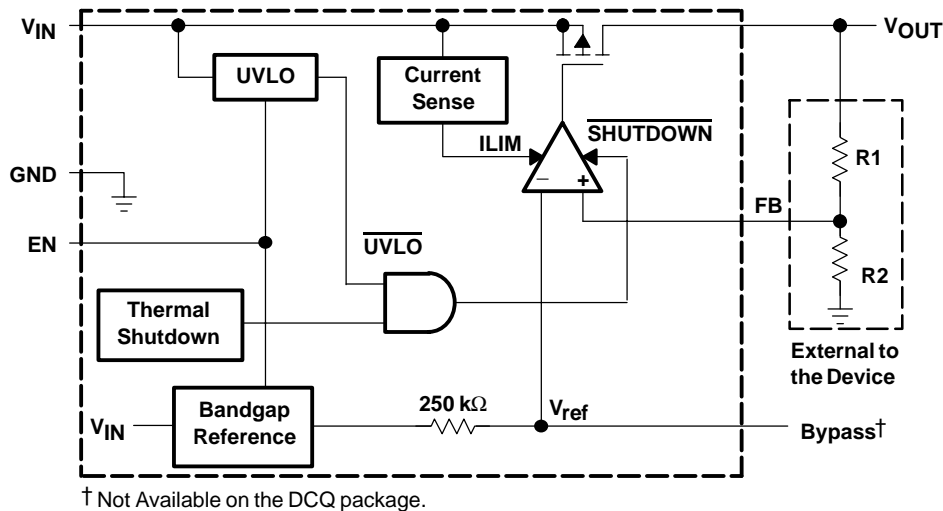 VIN
VOUT
UVLO
Current
Sense
SHUTDOWN
ILIM
R1
GND
− +
FB
EN
UVLO
R2
Thermal
Shutdown
External to
the Device
250 kΩ
Vref
VIN
Bandgap
Reference
Bypass†
† Not Available on the DCQ package.